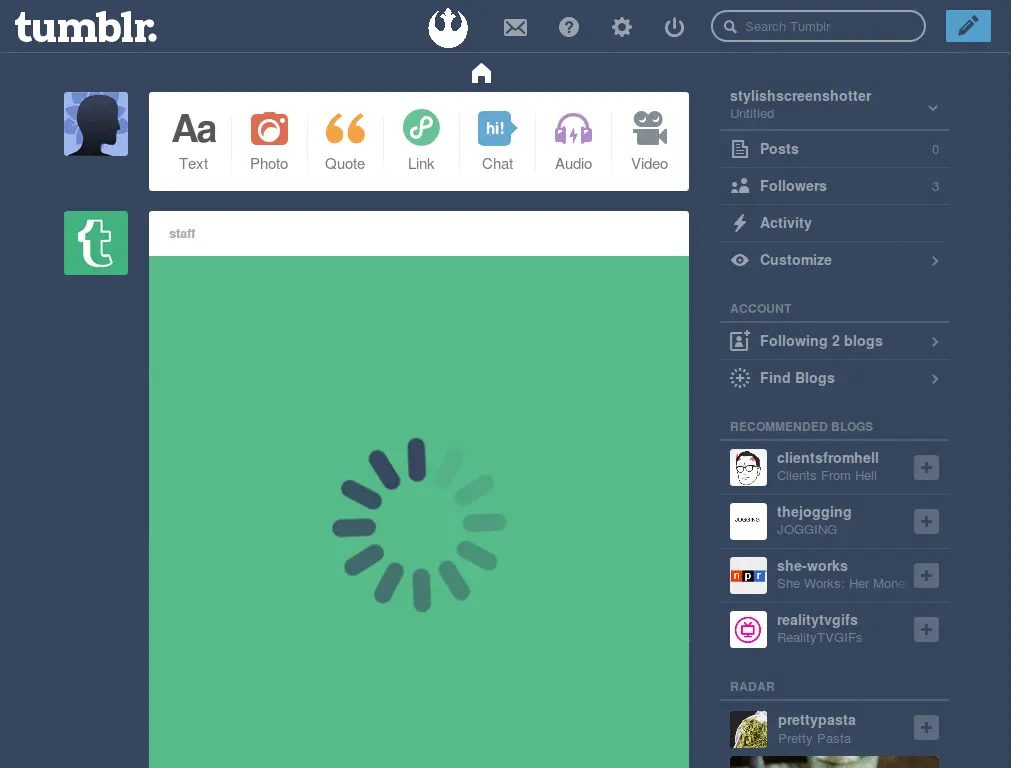 tumblr.
Search Tumblr
Aa
Text
Photo
Quote
Link
hi!
Chat
Audio
Video
staff
stylishscreenshotter
Untitled
Posts 0
Followers 3
Activity
Customize
ACCOUNT
Following 2 blogs
Find Blogs
RECOMMENDED BLOGS
clientsfromhell
Clients From Hell
JOGGING
thejogging
JOGGING
npr
she-works
She Works: Her Mone
realitytvgifs
RealityTVGIFs
RADAR
prettypasta
Pretty Pasta